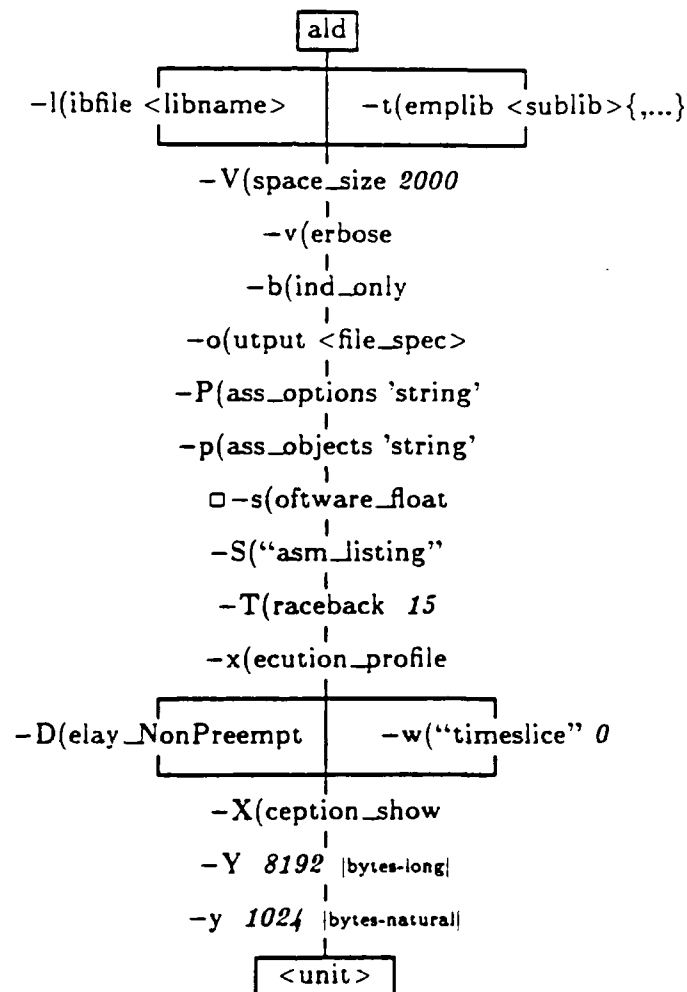 ald
-l(ibfile <libname> -t(emplib <sublib>{,...}
-V(space_size 2000
-v(erbose
-b(ind_only
-o(utput <file_spec>
-P(ass_options 'string'
-p(ass_objects 'string'
-s(oftware_float
-S("asm_listing"
-T(raceback 15
-x(ecution_profile
-D(elay_NonPreempt -w("timeslice" 0
-X(ception_show
-Y 8192 |bytes-long|
-y 1024 |bytes-natural|
<unit>